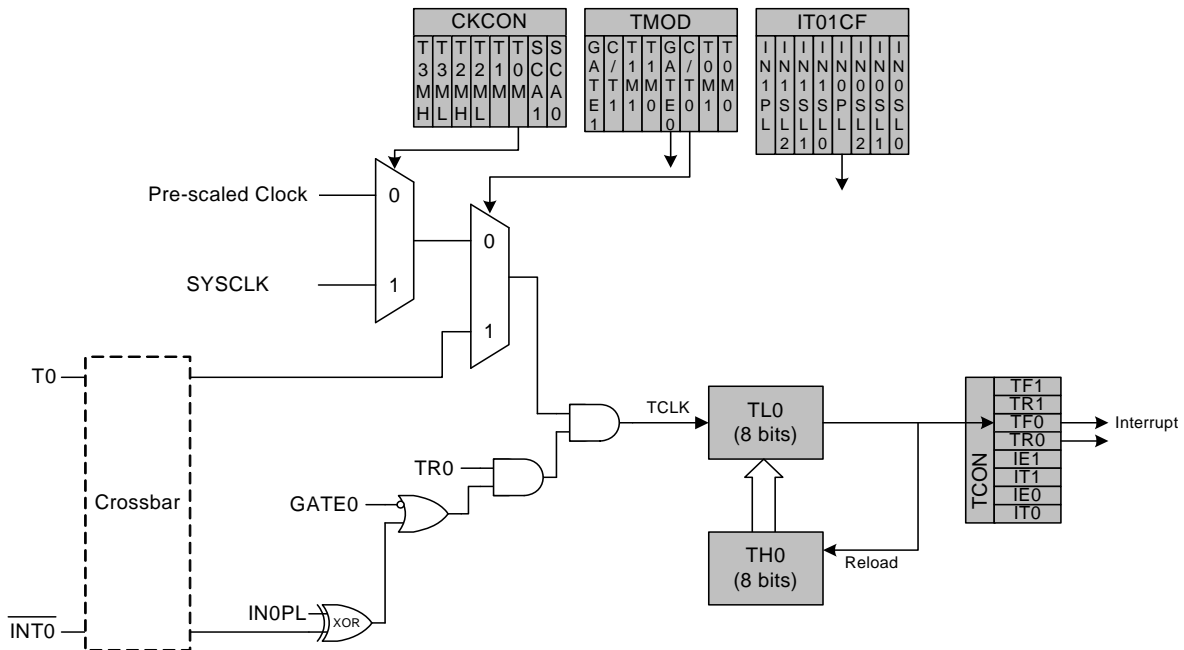 CKCON
T3MH
T3ML
T2MH
T2ML
T1M
T0M
SCA1
SCA0
TMOD
GATE1
C/T1
T1M1
T1M0
GATE0
C/T0
T0M1
T0M0
IT01CF
IN1PL
IN1SL2
IN1SL1
IN1SL0
IN0PL
IN0SL2
IN0SL1
IN0SL0
Pre-scaled Clock
0
SYSCLK
1
0
1
T0
Crossbar
TR0
GATE0
IN0PL
XOR
INT0
TCLK
TL0
(8 bits)
TH0
(8 bits)
Reload
TCON
TF1
TR1
TF0
TR0
IE1
IT1
IE0
IT0
Interrupt